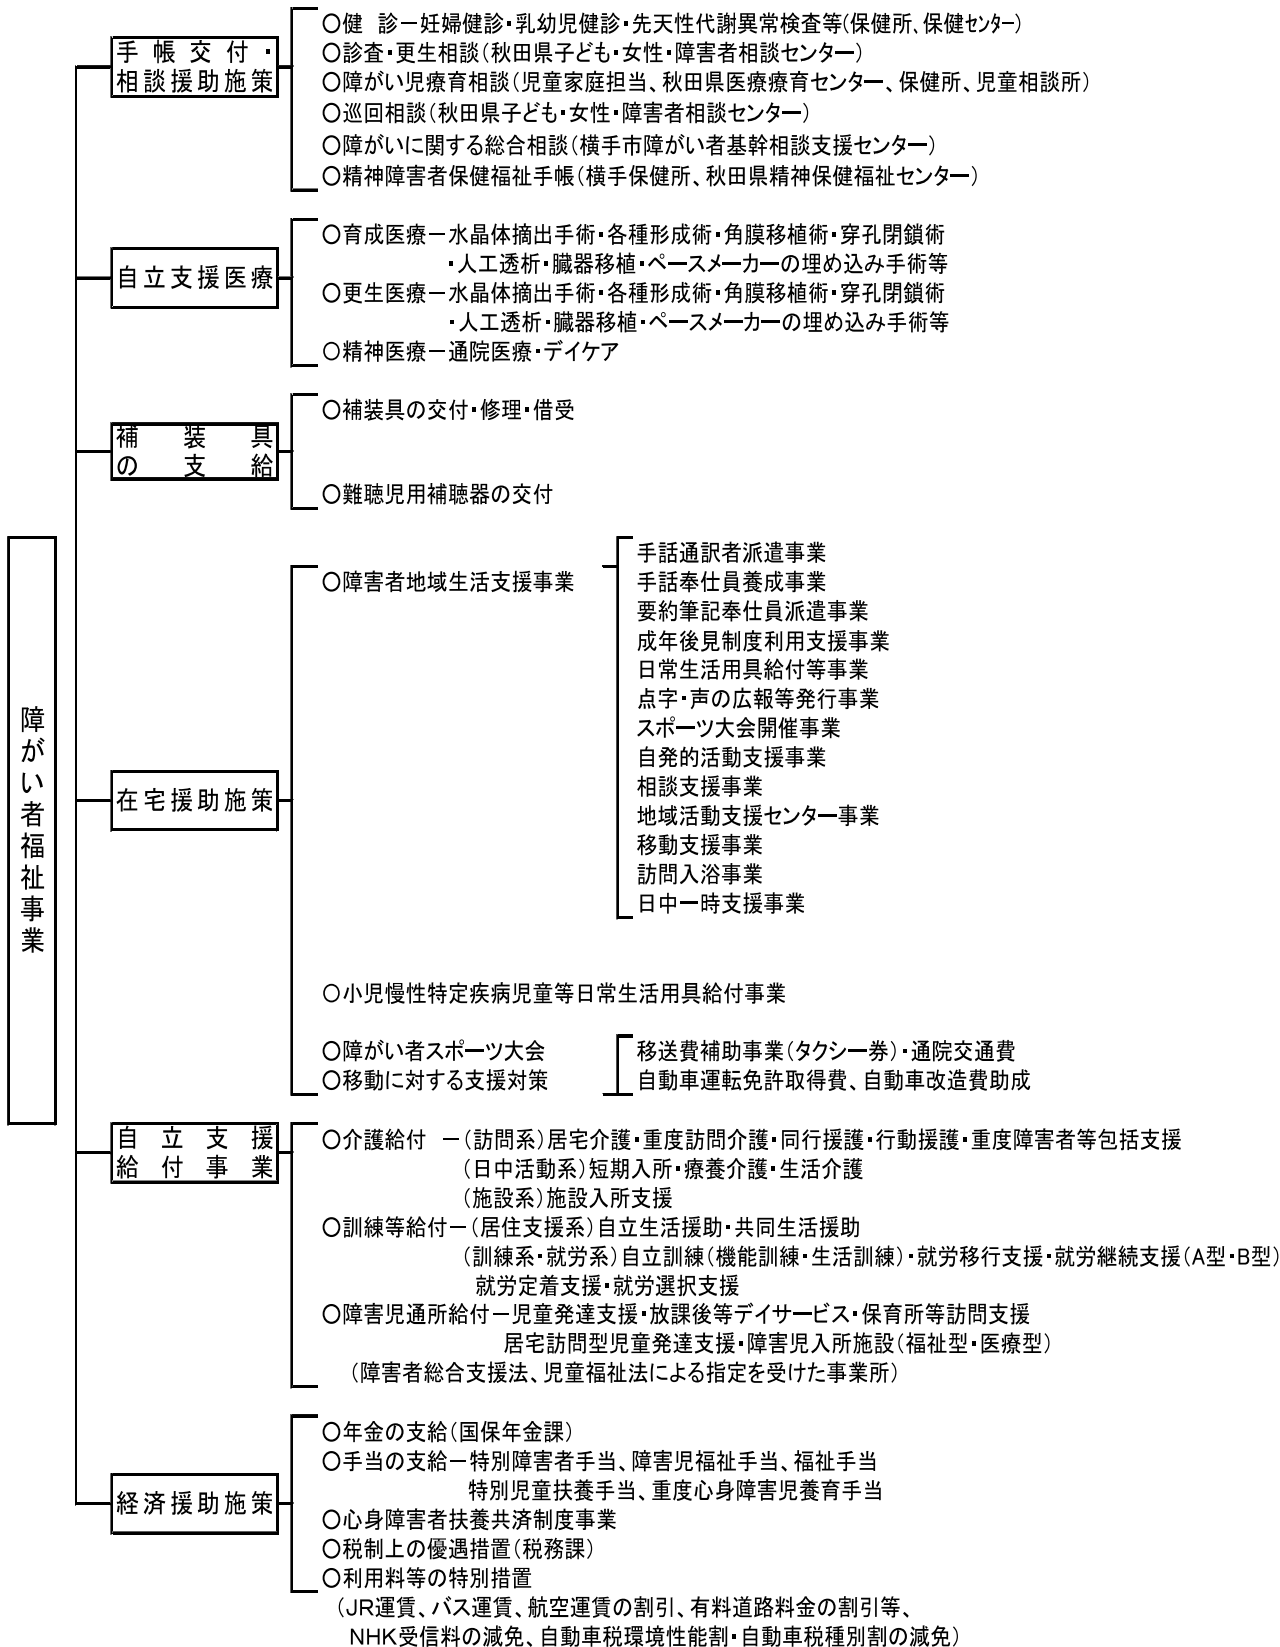 障がい者福祉事業
手帳交付・
相談援助施策
○健　診－妊婦健診・乳幼児健診・先天性代謝異常検査等(保健所、保健センター)
○診査・更生相談(秋田県子ども・女性・障害者相談センター)
○障がい児療育相談(児童家庭担当、秋田県医療療育センター、保健所、児童相談所)
○巡回相談(秋田県子ども・女性・障害者相談センター)
○障がいに関する総合相談(横手市障がい者基幹相談支援センター)
○精神障害者保健福祉手帳(横手保健所、秋田県精神保健福祉センター)
自立支援医療
○育成医療－水晶体摘出手術・各種形成術・角膜移植術・穿孔閉鎖術
・人工透析・臓器移植・ペースメーカーの埋め込み手術等
○更生医療－水晶体摘出手術・各種形成術・角膜移植術・穿孔閉鎖術
・人工透析・臓器移植・ペースメーカーの埋め込み手術等
○精神医療－通院医療・デイケア
補装具
の支給
○補装具の交付・修理・借受
○難聴児用補聴器の交付
在宅援助施策
○障害者地域生活支援事業
手話通訳者派遣事業
手話奉仕員養成事業
要約筆記奉仕員派遣事業
成年後見制度利用支援事業
日常生活用具給付等事業
点字・声の広報等発行事業
スポーツ大会開催事業
自発的活動支援事業
相談支援事業
地域活動支援センター事業
移動支援事業
訪問入浴事業
日中一時支援事業
○小児慢性特定疾病児童等日常生活用具給付事業
○障がい者スポーツ大会
○移動に対する支援対策
移送費補助事業(タクシー券)・通院交通費
自動車運転免許取得費、自動車改造費助成
自立支援
給付事業
○介護給付　－(訪問系)居宅介護・重度訪問介護・同行援護・行動援護・重度障害者等包括支援
(日中活動系)短期入所・療養介護・生活介護
(施設系)施設入所支援
○訓練等給付－(居住支援系)自立生活援助・共同生活援助
(訓練系・就労系)自立訓練(機能訓練・生活訓練)・就労移行支援・就労継続支援(A型・B型)
就労定着支援・就労選択支援
○障害児通所給付－児童発達支援・放課後等デイサービス・保育所等訪問支援
居宅訪問型児童発達支援・障害児入所施設(福祉型・医療型)
(障害者総合支援法、児童福祉法による指定を受けた事業所)
経済援助施策
○年金の支給(国保年金課)
○手当の支給－特別障害者手当、障害児福祉手当、福祉手当
特別児童扶養手当、重度心身障害児養育手当
○心身障害者扶養共済制度事業
○税制上の優遇措置(税務課)
○利用料等の特別措置
(JR運賃、バス運賃、航空運賃の割引、有料道路料金の割引等、
NHK受信料の減免、自動車税環境性能割・自動車税種別割の減免)